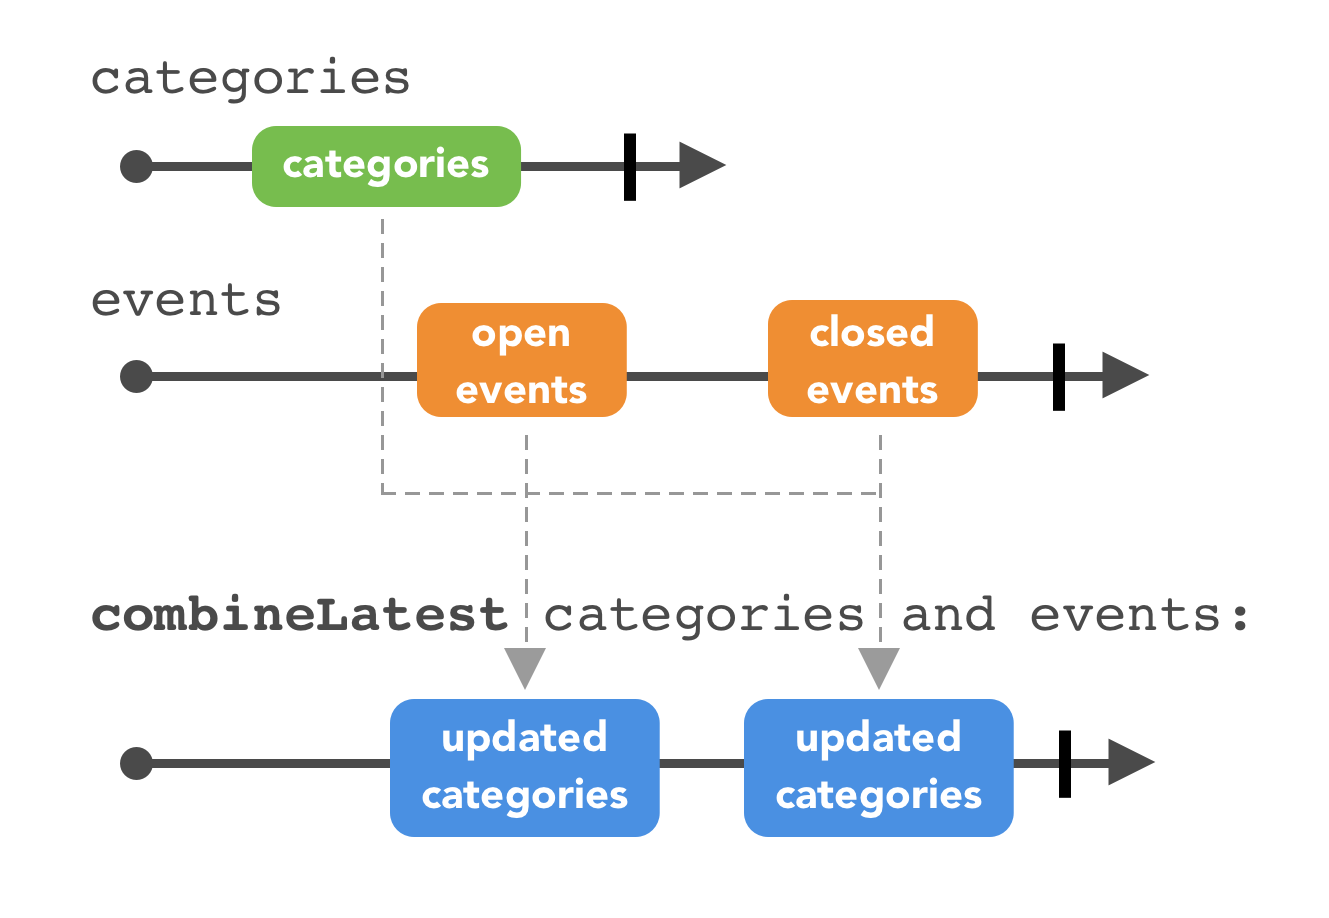 categories
categories
events
open
events
closed
events
combineLatest categories and events:
updated
categories
updated
categories